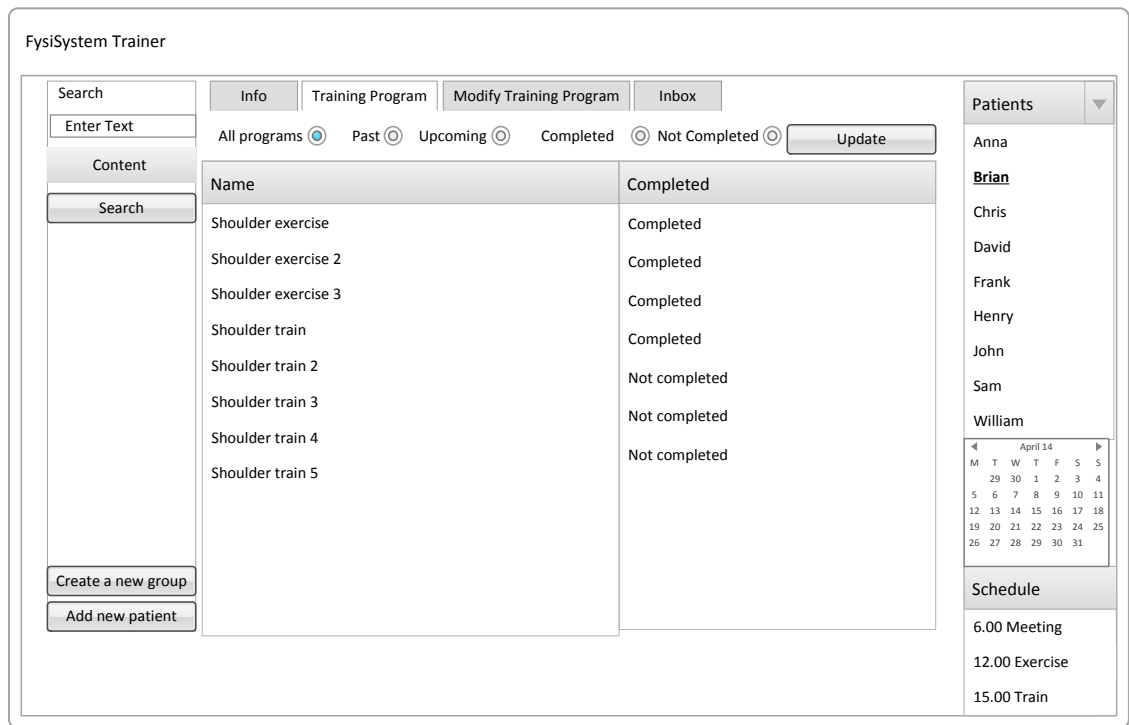 FysiSystem Trainer
Search
Enter Text
Content
Search
Create a new group
Add new patient
Info
Training Program
Modify Training Program
Inbox
All programs
Past
Upcoming
Completed
Not Completed
Update
Name
Shoulder exercise
Shoulder exercise 2
Shoulder exercise 3
Shoulder train
Shoulder train 2
Shoulder train 3
Shoulder train 4
Shoulder train 5
Completed
Completed
Completed
Completed
Completed
Not completed
Not completed
Not completed
Patients
Anna
Brian
Chris
David
Frank
Henry
John
Sam
William
April 14
M T W T F S S
29 30 1 2 3 4
5 6 7 8 9 10 11
12 13 14 15 16 17 18
19 20 21 22 23 24 25
26 27 28 29 30 31
Schedule
6.00 Meeting
12.00 Exercise
15.00 Train